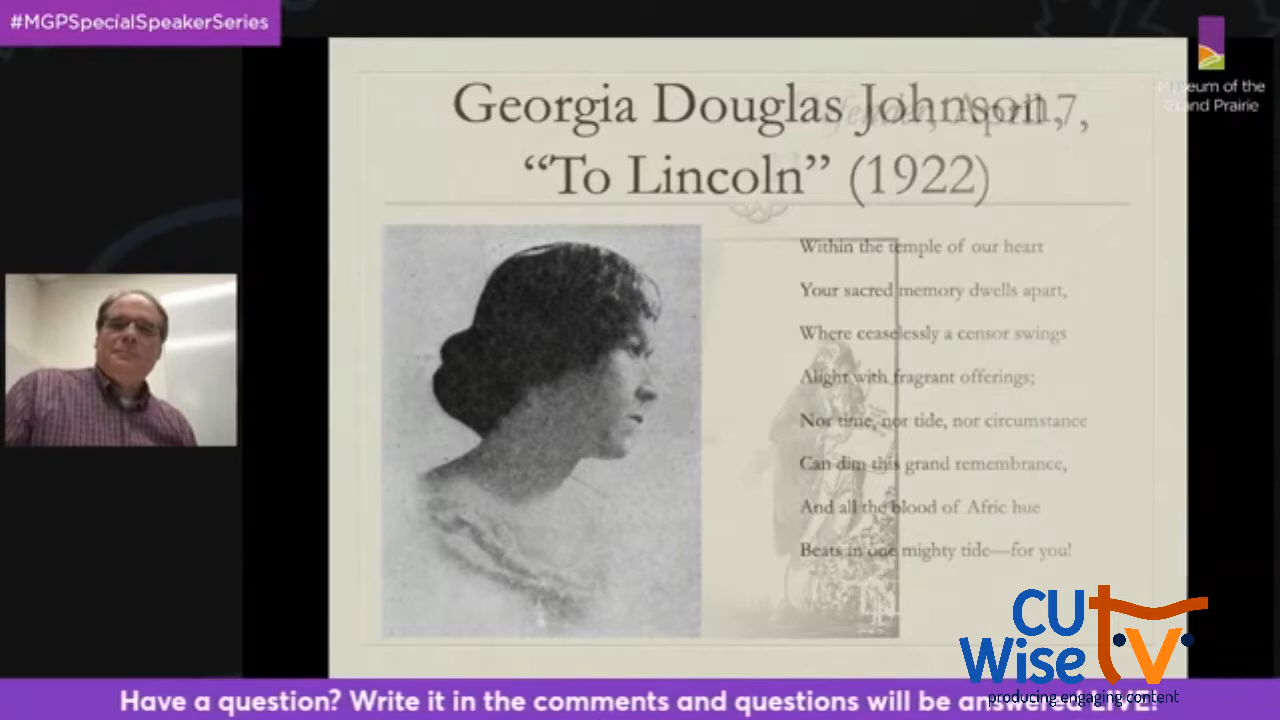 #MGPSpecialSpeakerSeries
Museum of the
Grand Prairie
Georgia Douglas Johnson,
April 7,
“To Lincoln” (1922)
Within the temple of our heart
Your sacred memory dwells apart,
Where ceaselessly a censor swings
Alight with fragrant offerings;
Nor time, nor tide, nor circumstance
Can dim this grand remembrance,
And all the blood of Afric hue
Beats in one mighty tide—for you!
CU
Wise tv
producing engaging content
Have a question? Write it in the comments and questions will be